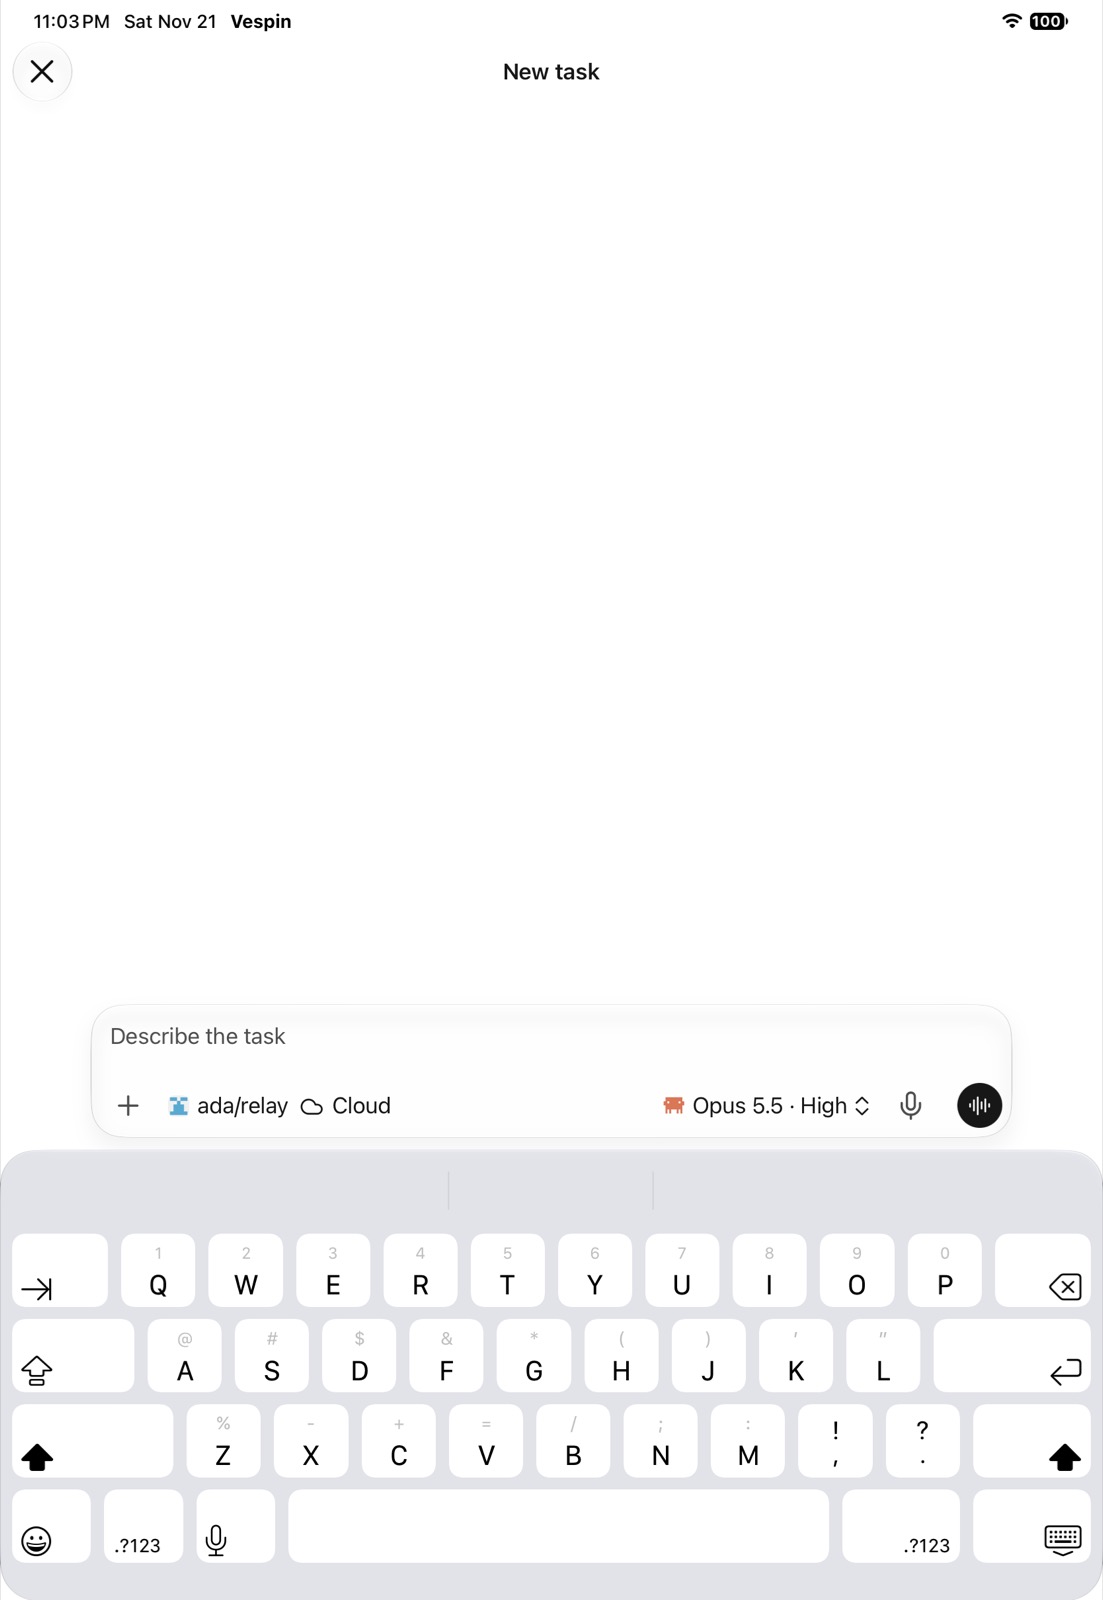 11:03 PM Sat Nov 21 Vespin
100
New task
Describe the task
ada/relay Cloud
Opus 5.5 · High
1 2 3 4 5 6 7 8 9 0
Q W E R T Y U I O P
@ # $ & * ( ) ' "
A S D F G H J K L
% - + = / ; : ! ?
Z X C V B N M , .
.?123 .?123